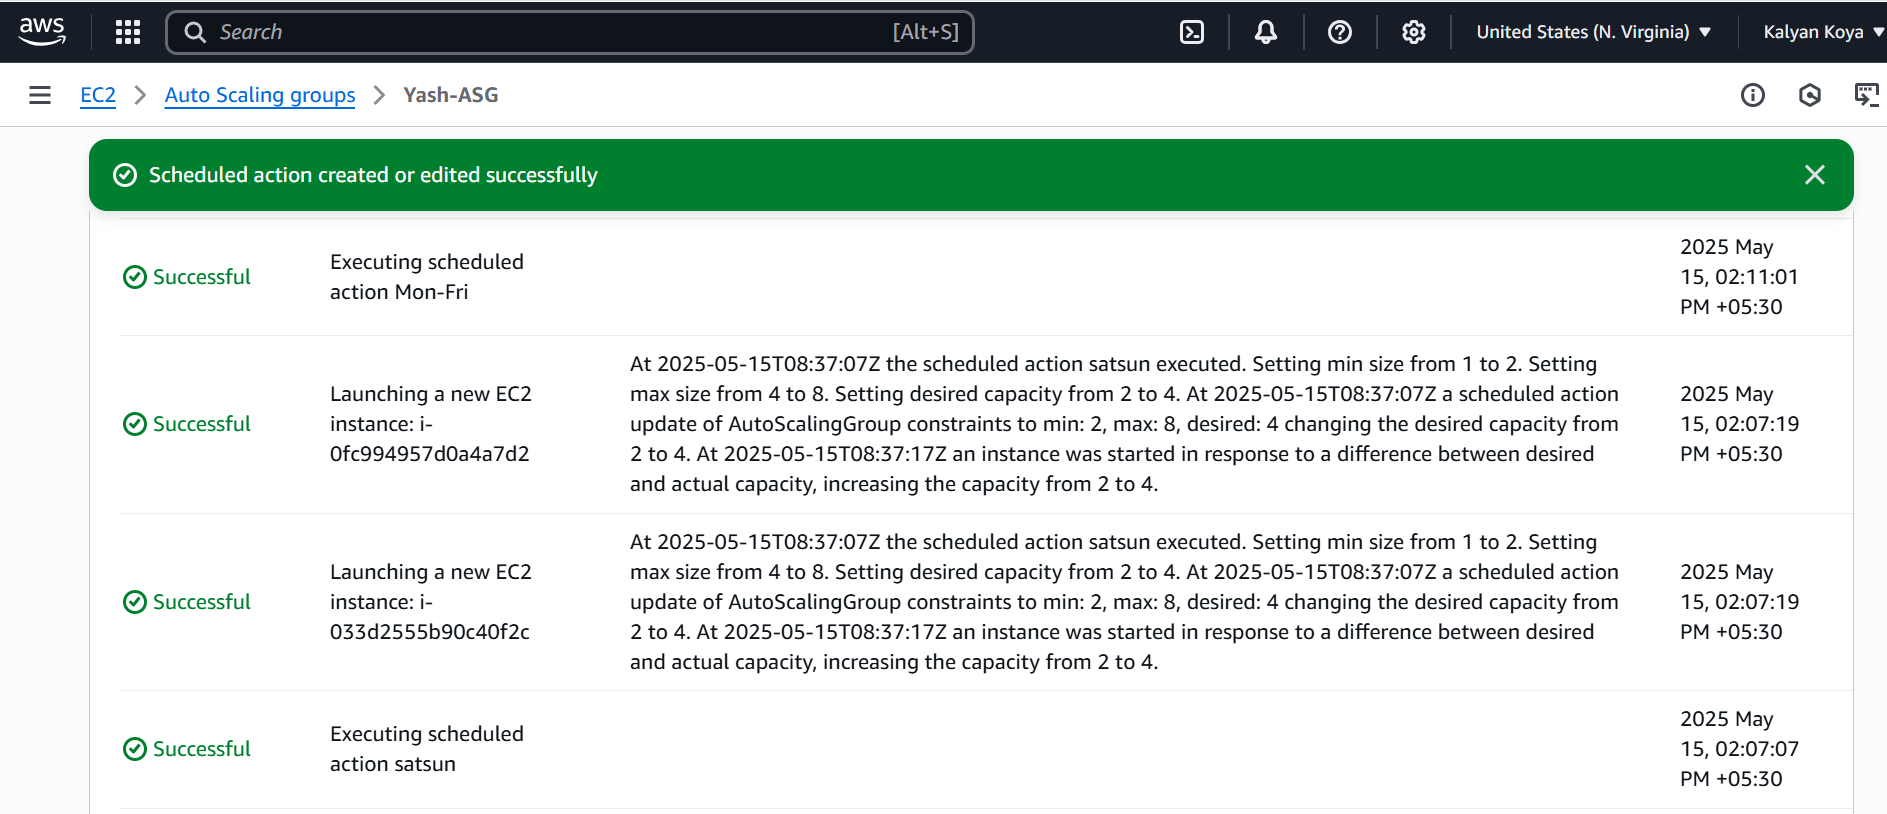 aws
Search
[Alt+S]
United States (N. Virginia)
Kalyan Koya
EC2
Auto Scaling groups
Yash-ASG
Scheduled action created or edited successfully
Successful
Executing scheduled
action Mon-Fri
2025 May
15, 02:11:01
PM +05:30
Successful
Launching a new EC2
instance: i-
0fc994957d0a4a7d2
At 2025-05-15T08:37:07Z the scheduled action satsun executed. Setting min size from 1 to 2. Setting
max size from 4 to 8. Setting desired capacity from 2 to 4. At 2025-05-15T08:37:07Z a scheduled action
update of AutoScalingGroup constraints to min: 2, max: 8, desired: 4 changing the desired capacity from
2 to 4. At 2025-05-15T08:37:17Z an instance was started in response to a difference between desired
and actual capacity, increasing the capacity from 2 to 4.
2025 May
15, 02:07:19
PM +05:30
Successful
Launching a new EC2
instance: i-
033d2555b90c40f2c
At 2025-05-15T08:37:07Z the scheduled action satsun executed. Setting min size from 1 to 2. Setting
max size from 4 to 8. Setting desired capacity from 2 to 4. At 2025-05-15T08:37:07Z a scheduled action
update of AutoScalingGroup constraints to min: 2, max: 8, desired: 4 changing the desired capacity from
2 to 4. At 2025-05-15T08:37:17Z an instance was started in response to a difference between desired
and actual capacity, increasing the capacity from 2 to 4.
2025 May
15, 02:07:19
PM +05:30
Successful
Executing scheduled
action satsun
2025 May
15, 02:07:07
PM +05:30